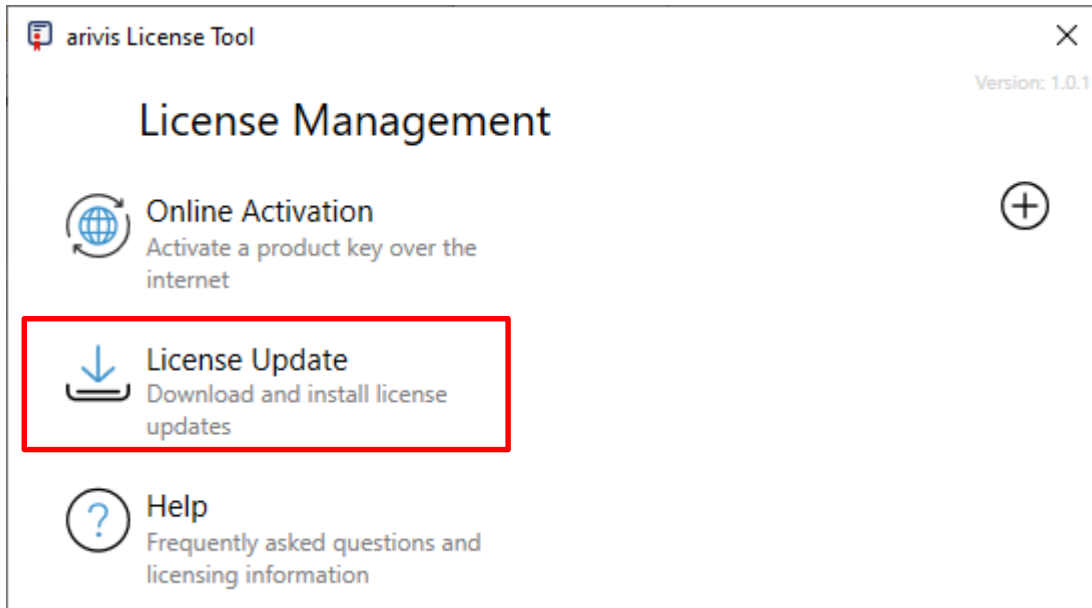 arivis License Tool
Version: 1.0.1
License Management
Online Activation
Activate a product key over the
internet
License Update
Download and install license
updates
Help
Frequently asked questions and
licensing information